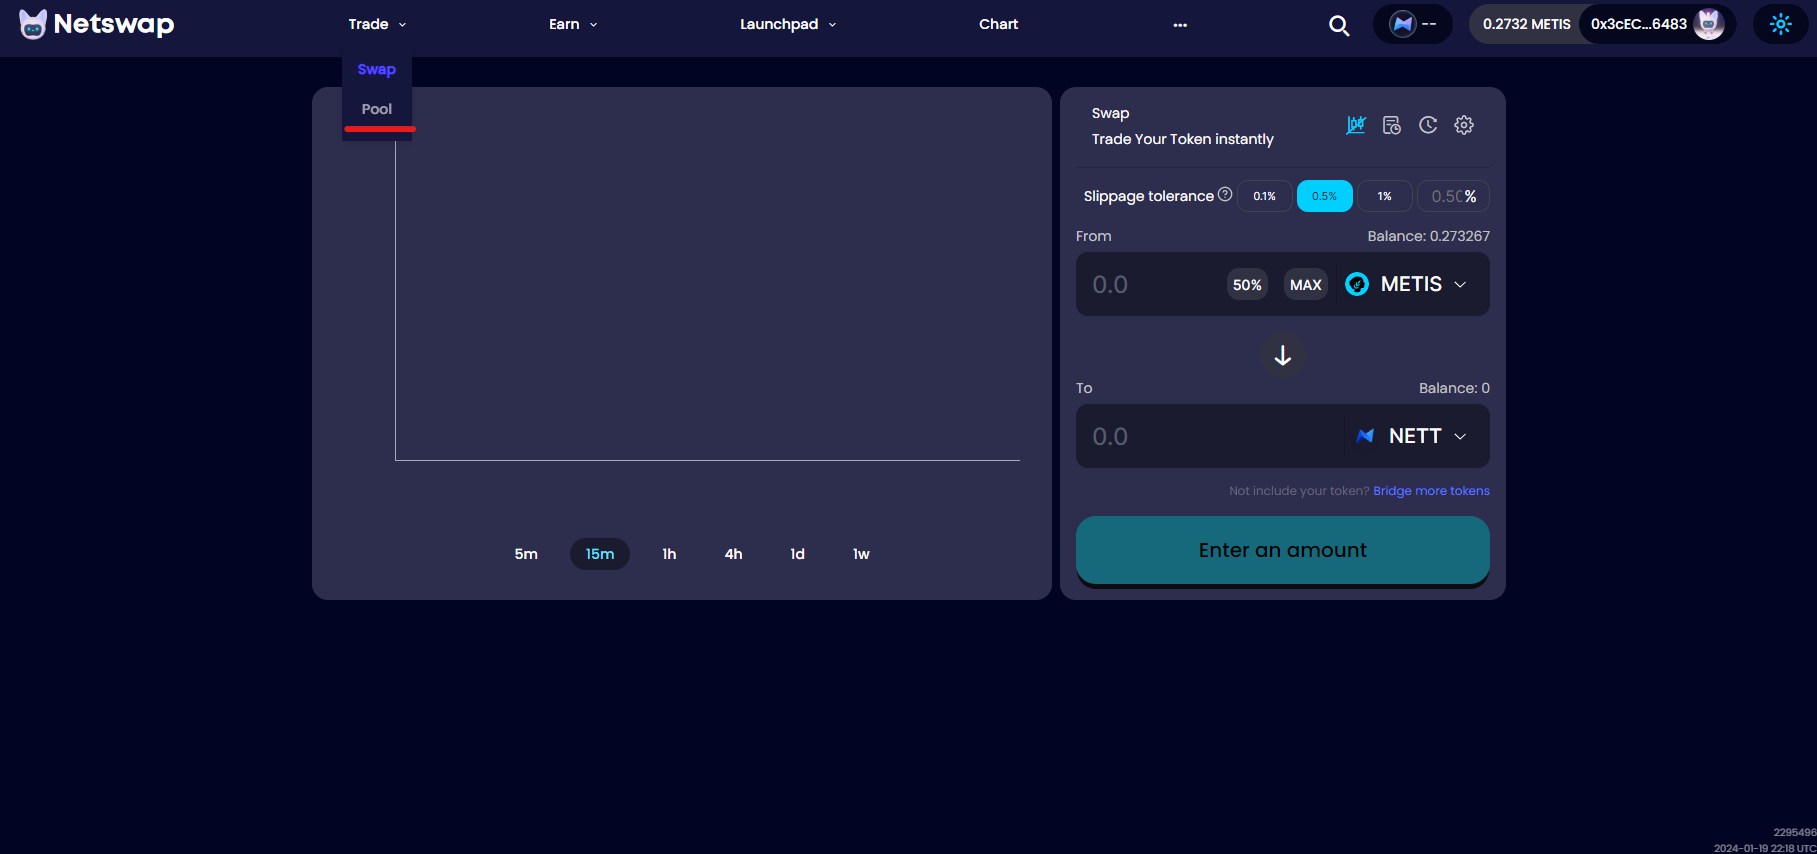 Netswap
Trade
Earn
Launchpad
Chart
--
0.2732 METIS
0x3cEC...6483
Swap
Pool
Swap
Trade Your Token instantly
Slippage tolerance
0.1%
0.5%
1%
0.50 %
From
Balance: 0.273267
0.0
50%
MAX
METIS
To
Balance: 0
0.0
NETT
Not include your token? Bridge more tokens
Enter an amount
5m
15m
1h
4h
1d
1w
2295496
2024-01-19 22:18 UTC